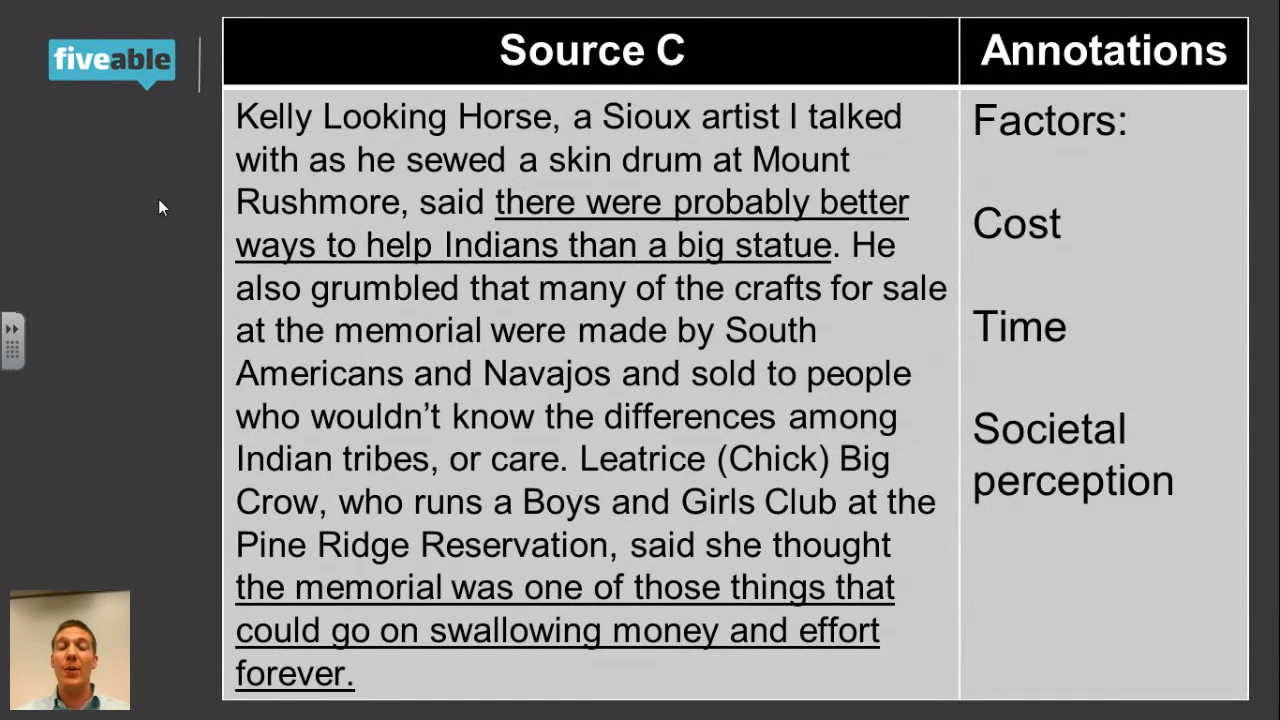 fiveable
Source C
Annotations
Kelly Looking Horse, a Sioux artist I talked
with as he sewed a skin drum at Mount
Rushmore, said there were probably better
ways to help Indians than a big statue. He
also grumbled that many of the crafts for sale
at the memorial were made by South
Americans and Navajos and sold to people
who wouldn’t know the differences among
Indian tribes, or care. Leatrice (Chick) Big
Crow, who runs a Boys and Girls Club at the
Pine Ridge Reservation, said she thought
the memorial was one of those things that
could go on swallowing money and effort
forever.
Factors:
Cost
Time
Societal
perception